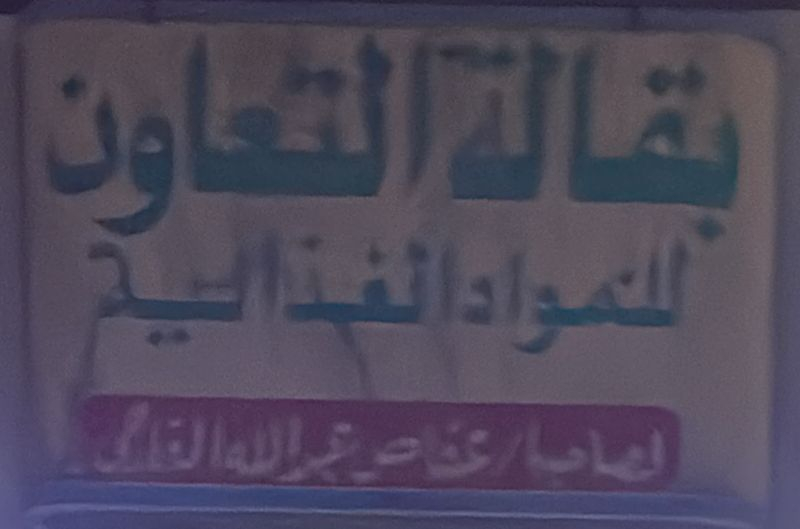 بقالة التعاون
للمواد الغذائية
لصاحبها / عبدالله